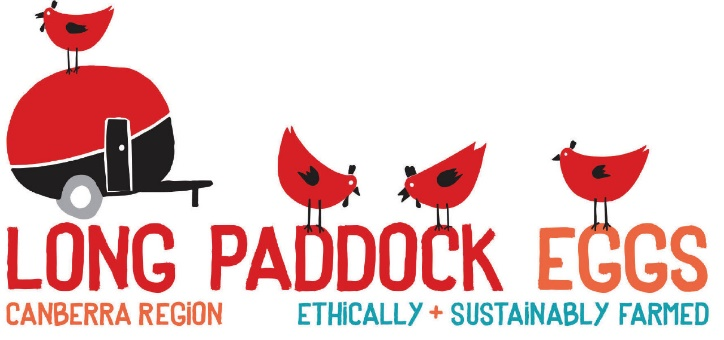 LONG PADDOCK EGGS
CANBERRA REGION ETHICALLY + SUSTAINABLY FARMED